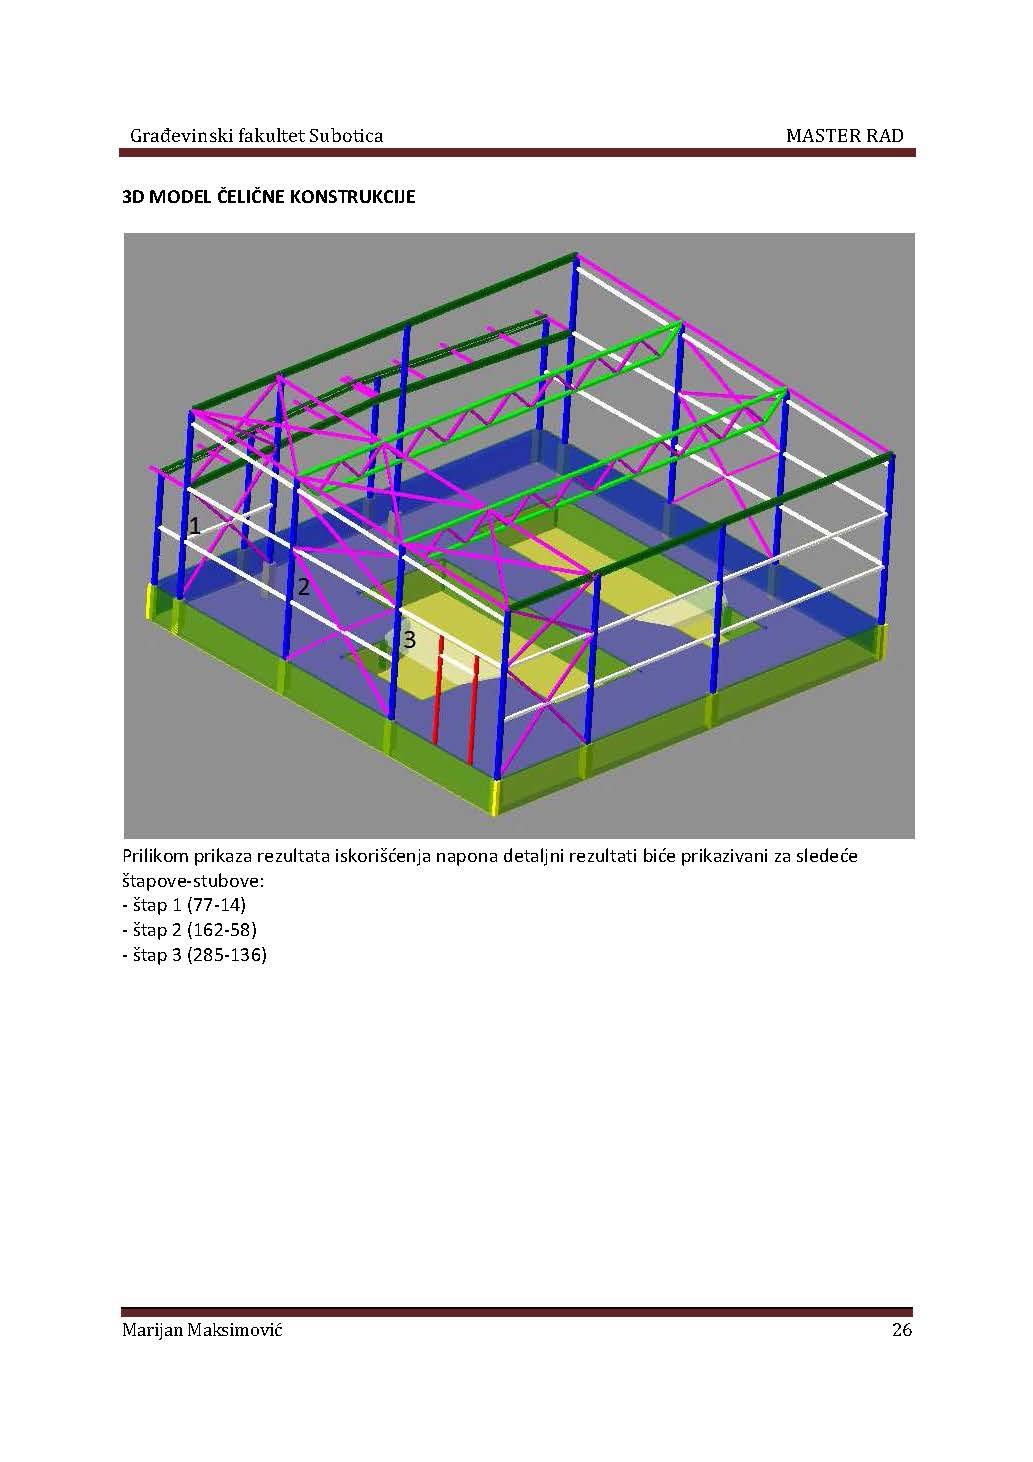 Građevinski fakultet Subotica MASTER RAD
3D MODEL ČELIČNE KONSTRUKCIJE
1
2
3
Prilikom prikaza rezultata iskorišćenja napona detaljni rezultati biće prikazivani za sledeće
štapove-stubove:
- štap 1 (77-14)
- štap 2 (162-58)
- štap 3 (285-136)
Marijan Maksimović 26